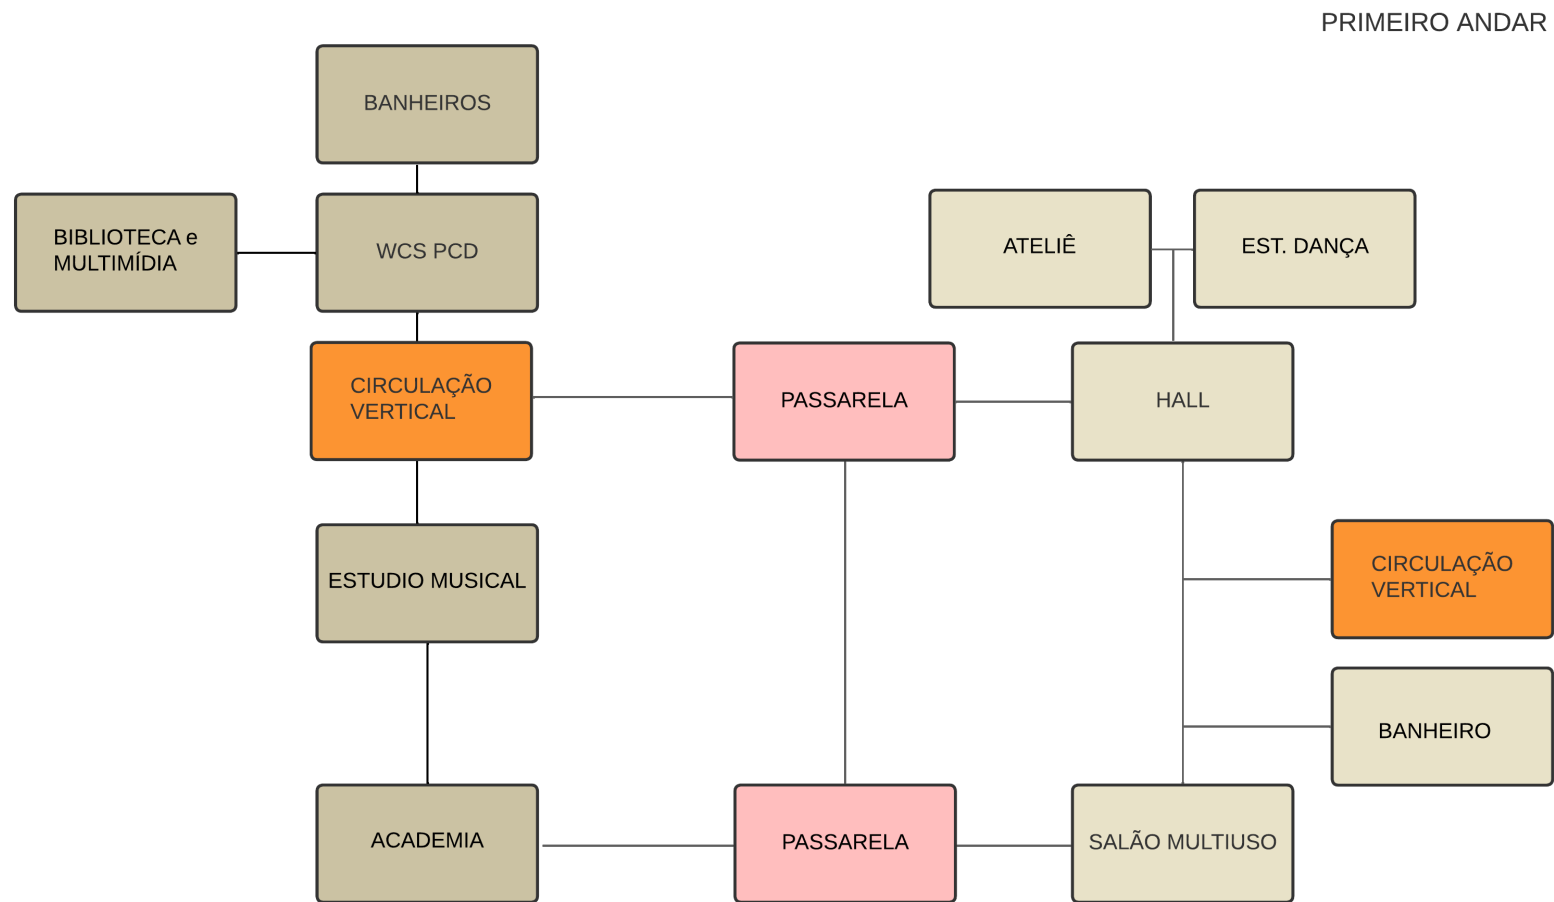 PRIMEIRO ANDAR
BANHEIROS
BIBLIOTECA e
MULTIMÍDIA
WCS PCD
ATELIÊ
EST. DANÇA
CIRCULAÇÃO
VERTICAL
PASSARELA
HALL
ESTUDIO MUSICAL
CIRCULAÇÃO
VERTICAL
BANHEIRO
ACADEMIA
PASSARELA
SALÃO MULTIUSO